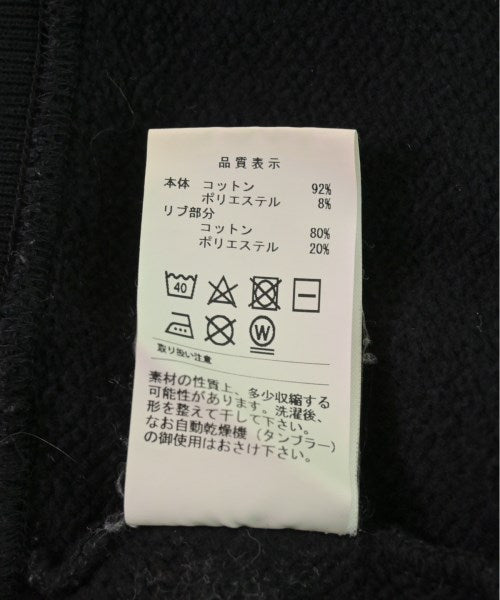 品質表示
本体 コットン 92%
ポリエステル 8%
リブ部分
コットン 80%
ポリエステル 20%
40
W
取り扱い注意
素材の性質上、多少収縮する
可能性があります。洗濯後、
形を整えて干して下さい。
なお自動乾燥機（タンブラー）
の御使用はおさけ下さい。